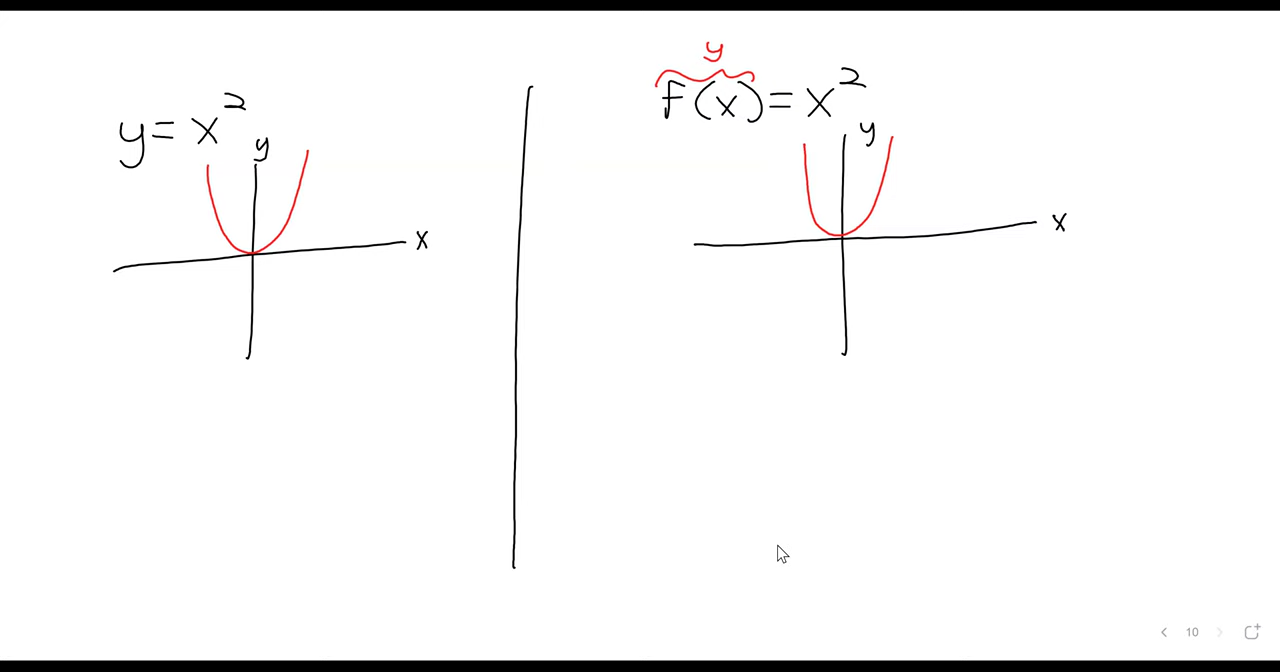 y = x²
y
x
y
f(x) = x²
y
x
10